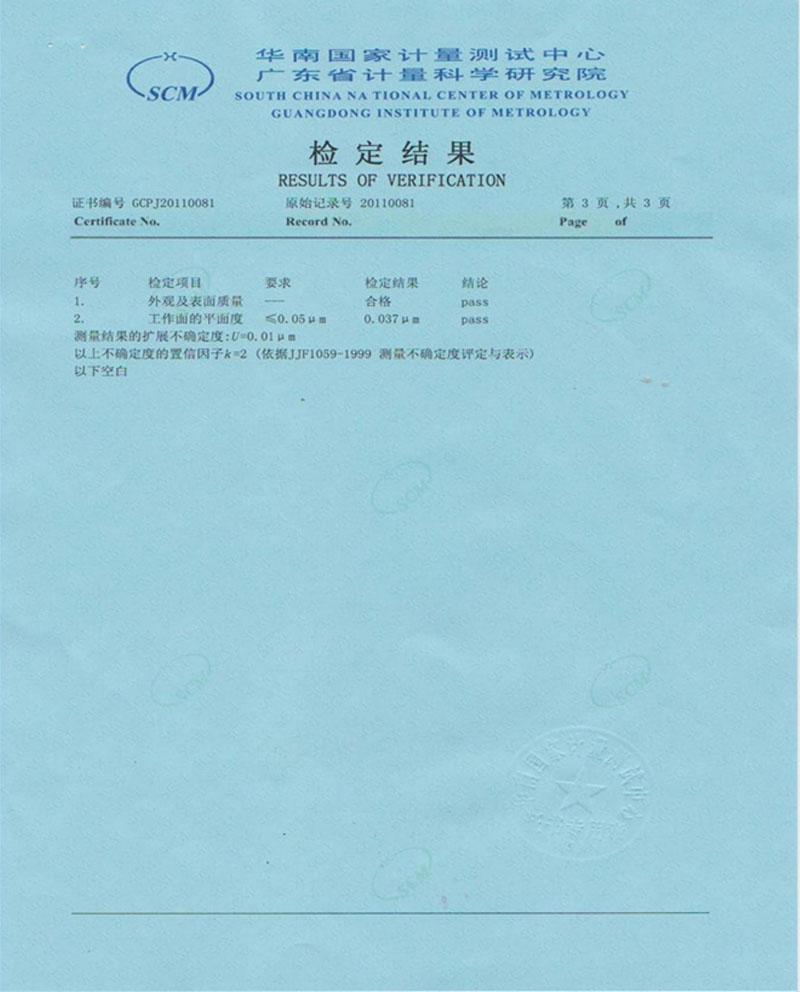 华南国家计量测试中心
广东省计量科学研究院
SCM
SOUTH CHINA NA TIONAL CENTER OF METROLOGY
GUANGDONG INSTITUTE OF METROLOGY
检定结果
RESULTS OF VERIFICATION
证书编号 GCPJ20110081 原始记录号 20110081 第 3 页,共 3 页
Certificate No. Record No. Page of
序号 检定项目 要求 检定结果 结论
1. 外观及表面质量 --- 合格 pass
2. 工作面的平面度 ≤0.05μm 0.037μm pass
测量结果的扩展不确定度:U=0.01μm
以上不确定度的置信因子k=2 (依据JJF1059-1999 测量不确定度评定与表示)
以下空白
SCM
SCM
SCM
SCM
SCM